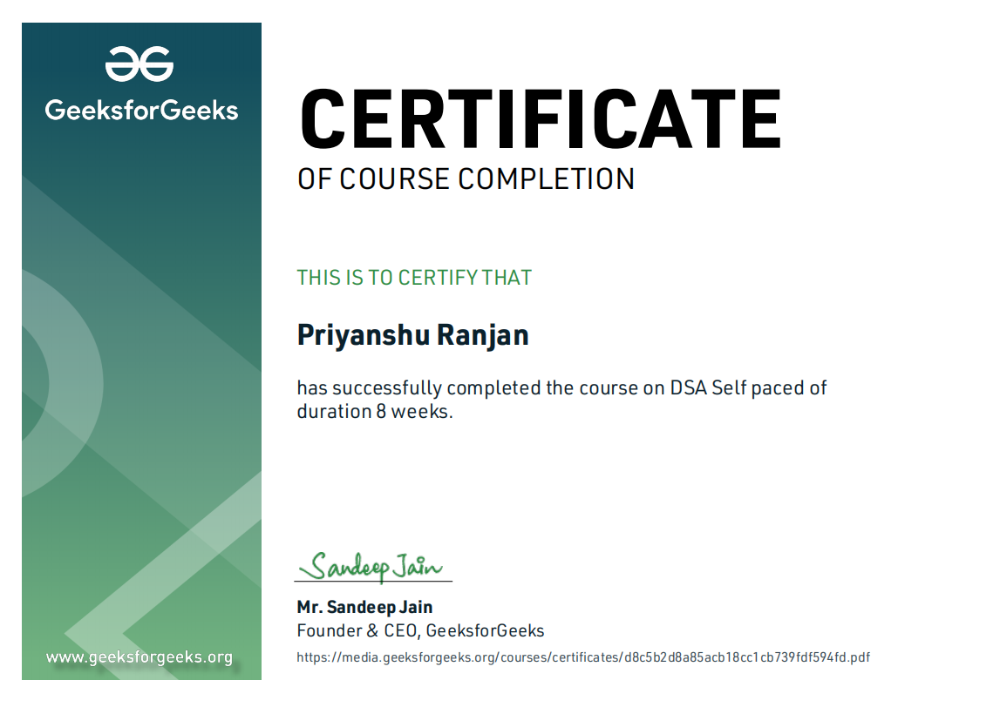 GeeksforGeeks
www.geeksforgeeks.org
CERTIFICATE
OF COURSE COMPLETION
THIS IS TO CERTIFY THAT
Priyanshu Ranjan
has successfully completed the course on DSA Self paced of
duration 8 weeks.
Sandeep Jain
Mr. Sandeep Jain
Founder & CEO, GeeksforGeeks
https://media.geeksforgeeks.org/courses/certificates/d8c5b2d8a85acb18cc1cb739fdf594fd.pdf